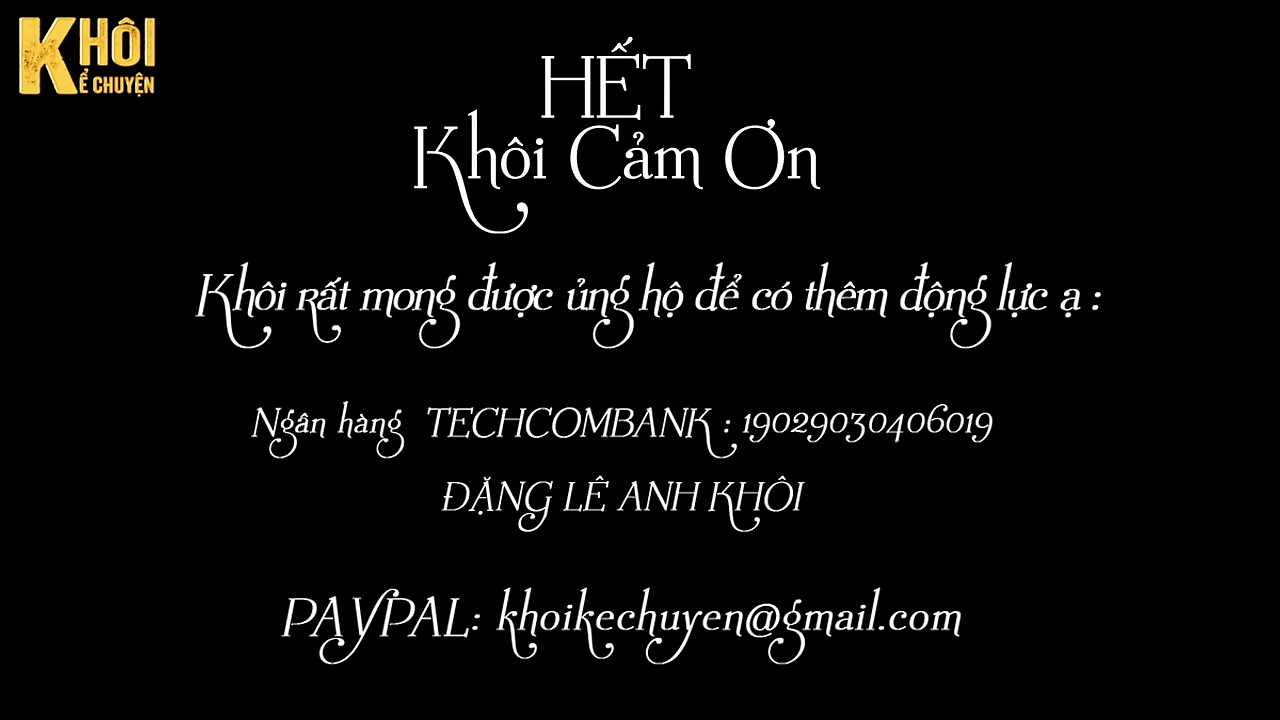 KHÔI
Ể CHUYỆN
HẾT
Khôi Cảm Ơn
Khôi rất mong được ủng hộ để có thêm động lực ạ :
Ngân hàng TECHCOMBANK : 19029030406019
ĐẶNG LÊ ANH KHÔI
PAYPAL: khoikechuyen@gmail.com